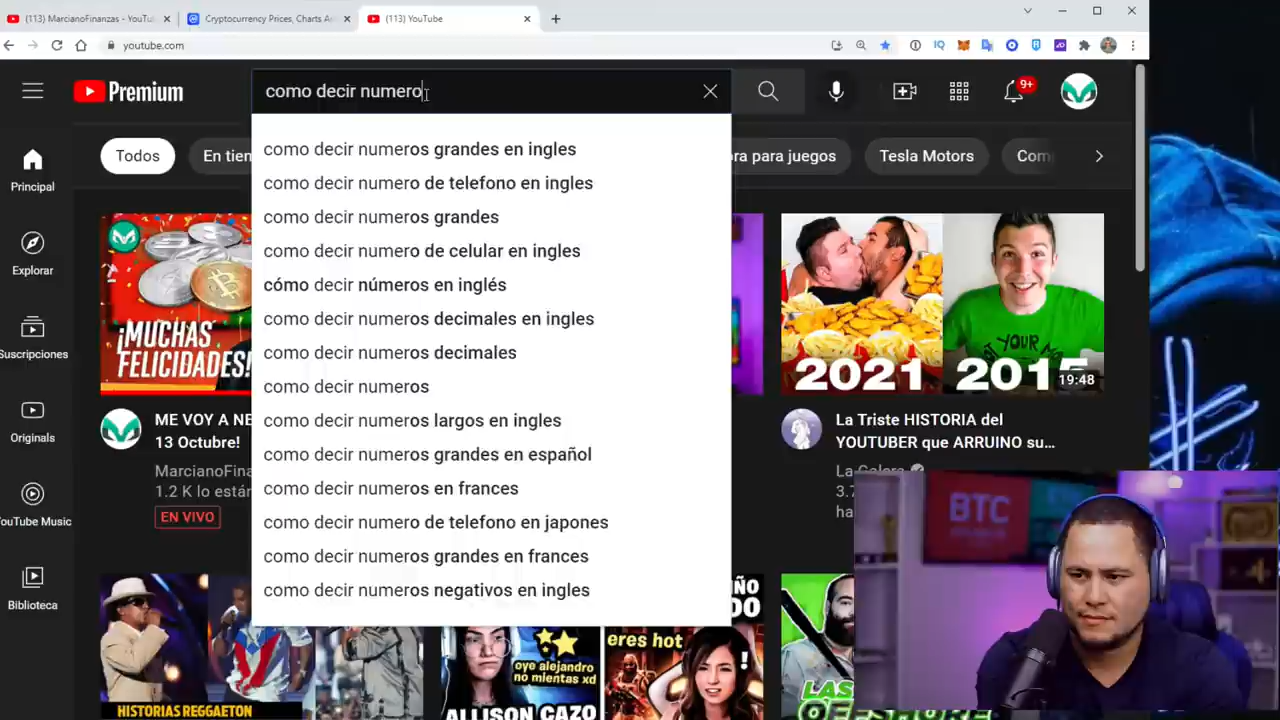 (113) MarcianoFinanzas - YouTu
Cryptocurrency Prices, Charts A
(113) YouTube
youtube.com
Premium
como decir numero
9+
Todos
En tien
ra para juegos
Tesla Motors
Com
como decir numeros grandes en ingles
como decir numero de telefono en ingles
como decir numeros grandes
como decir numero de celular en ingles
cómo decir números en inglés
como decir numeros decimales en ingles
como decir numeros decimales
como decir numeros
como decir numeros largos en ingles
como decir numeros grandes en español
como decir numeros en frances
como decir numero de telefono en japones
como decir numeros grandes en frances
como decir numeros negativos en ingles
Principal
Explorar
Suscripciones
Originals
YouTube Music
Biblioteca
¡MUCHAS
FELICIDADES!
ME VOY A NE
13 Octubre!
MarcianoFina
1.2 K lo están
EN VIVO
2021
2015
19:48
La Triste HISTORIA del
YOUTUBER que ARRUINO su...
3.7
ha
BTC
HISTORIAS REGGAETON
oye alejandro
no mientas xd
ALLISON CAZO
eres hot
ÑO
DO
LAS
OFFSHORE